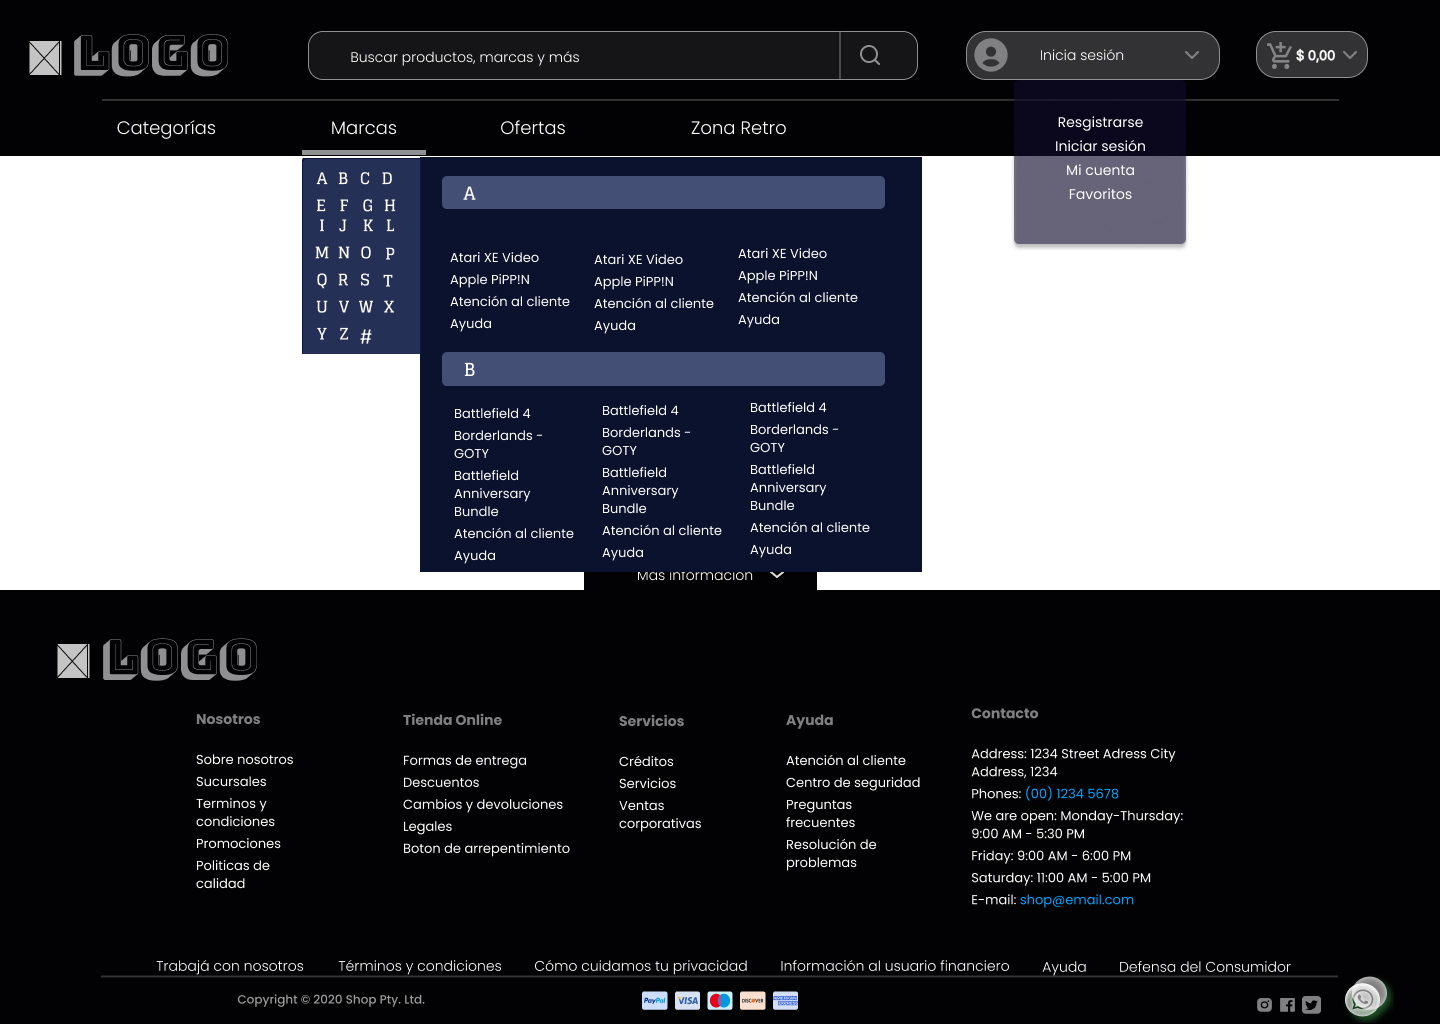 LOGO
Buscar productos, marcas y más
Inicia sesión
$ 0,00
Categorías
Marcas
Ofertas
Zona Retro
Resgistrarse
Iniciar sesión
Mi cuenta
Favoritos
A B C D
E F G H
I J K L
M N O P
Q R S T
U V W X
Y Z #
A
Atari XE Video
Apple PiPP!N
Atención al cliente
Ayuda
Atari XE Video
Apple PiPP!N
Atención al cliente
Ayuda
Atari XE Video
Apple PiPP!N
Atención al cliente
Ayuda
B
Battlefield 4
Borderlands -
GOTY
Battlefield
Anniversary
Bundle
Atención al cliente
Ayuda
Battlefield 4
Borderlands -
GOTY
Battlefield
Anniversary
Bundle
Atención al cliente
Ayuda
Battlefield 4
Borderlands -
GOTY
Battlefield
Anniversary
Bundle
Atención al cliente
Ayuda
Más información
LOGO
Nosotros
Sobre nosotros
Sucursales
Terminos y
condiciones
Promociones
Politicas de
calidad
Tienda Online
Formas de entrega
Descuentos
Cambios y devoluciones
Legales
Boton de arrepentimiento
Servicios
Créditos
Servicios
Ventas
corporativas
Ayuda
Atención al cliente
Centro de seguridad
Preguntas
frecuentes
Resolución de
problemas
Contacto
Address: 1234 Street Adress City
Address, 1234
Phones: (00) 1234 5678
We are open: Monday-Thursday:
9:00 AM - 5:30 PM
Friday: 9:00 AM - 6:00 PM
Saturday: 11:00 AM - 5:00 PM
E-mail: shop@email.com
Trabajá con nosotros
Términos y condiciones
Cómo cuidamos tu privacidad
Información al usuario financiero
Ayuda
Defensa del Consumidor
Copyright © 2020 Shop Pty. Ltd.
PayPal
VISA
DISCOVER